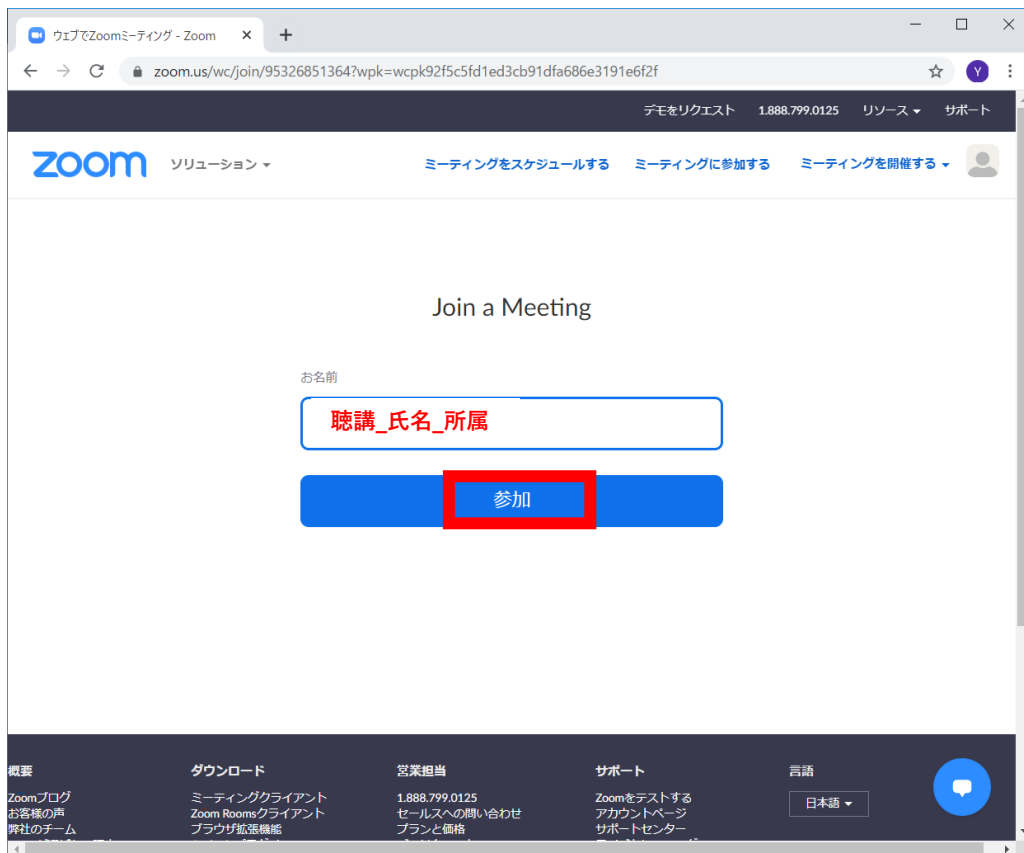 ウェブでZoomミーティング - Zoom
zoom.us/wc/join/95326851364?wpk=wcpk92f5c5fd1ed3cb91dfa686e3191e6f2f
Y
デモをリクエスト 1.888.799.0125 リソース サポート
zoom ソリューション ミーティングをスケジュールする ミーティングに参加する ミーティングを開催する
Join a Meeting
お名前
聴講_氏名_所属
参加
概要 ダウンロード 営業担当 サポート 言語
Zoomブログ ミーティングクライアント 1.888.799.0125 Zoomをテストする 日本語
お客様の声 Zoom Roomsクライアント セールスへの問い合わせ アカウントページ
弊社のチーム ブラウザ拡張機能 プランと価格 サポートセンター